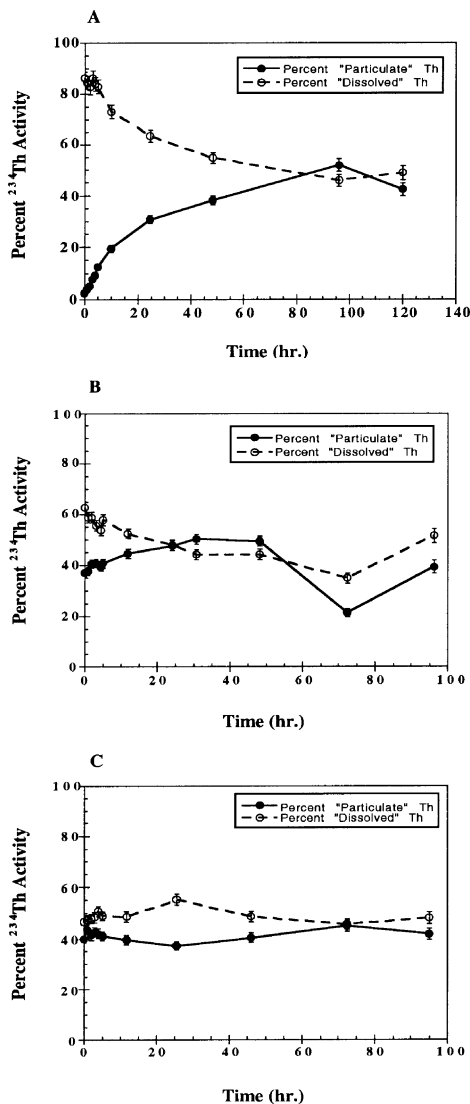 A
100
80
60
40
20
0
Percent ²³⁴Th Activity
Percent "Particulate" Th
Percent "Dissolved" Th
0 20 40 60 80 100 120 140
Time (hr.)
B
100
80
60
40
20
0
Percent ²³⁴Th Activity
Percent "Particulate" Th
Percent "Dissolved" Th
0 20 40 60 80 100
Time (hr.)
C
100
80
60
40
20
0
Percent ²³⁴Th Activity
Percent "Particulate" Th
Percent "Dissolved" Th
0 20 40 60 80 100
Time (hr.)